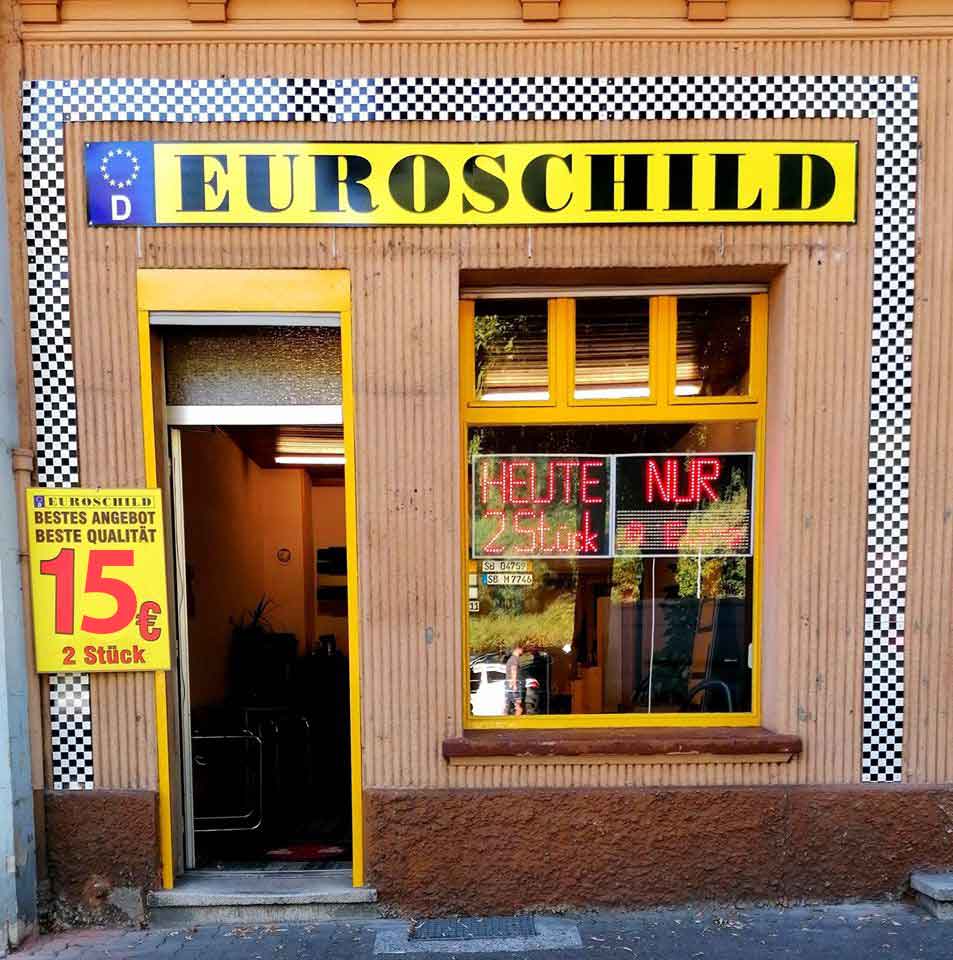 D
EUROSCHILD
EUROSCHILD
BESTES ANGEBOT
BESTE QUALITÄT
15€
2 Stück
HEUTE
2 Stück
NUR
SB 04759
SB M 7746